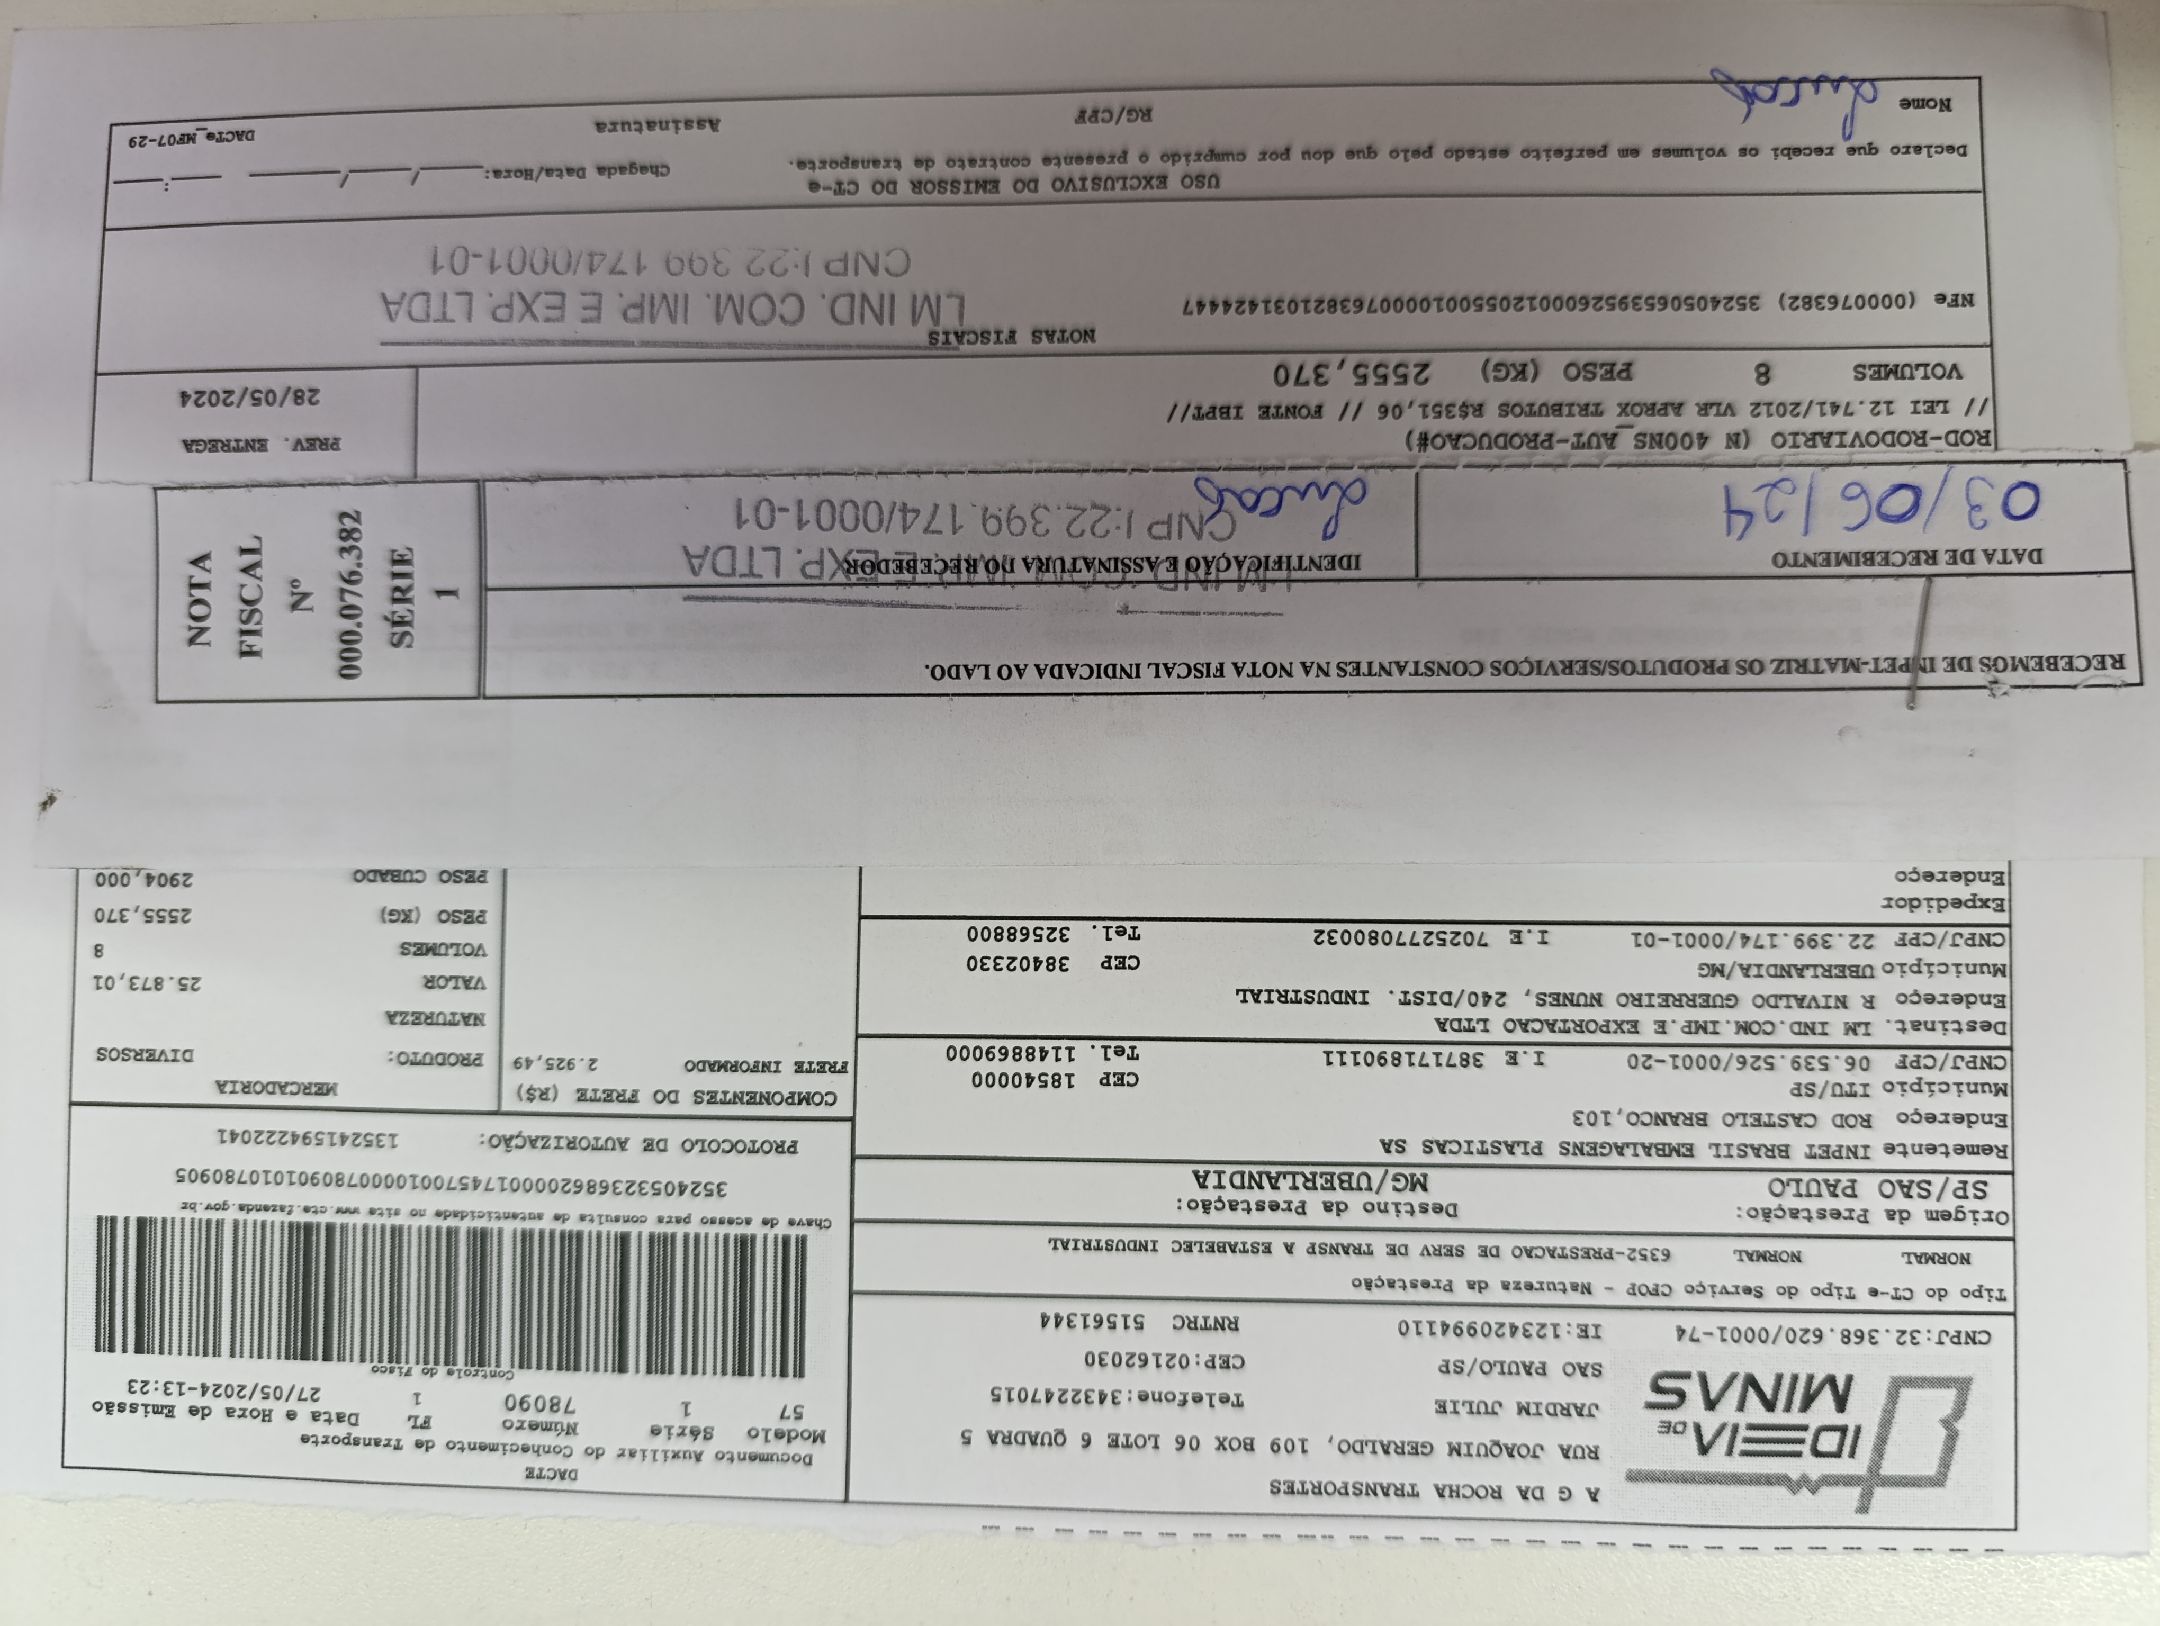 A G DA ROCHA TRANSPORTES
RUA JOAQUIM GERALDO, 109 BOX 06 LOTE 6 QUADRA 5
JARDIM JULIE Telefone:3432247015
SAO PAULO/SP CEP:02162030
CNPJ:32.368.620/0001-74 IE:123420994110 RNTRC 51561344
IDEIA DE
MINAS
DACTE
Documento Auxiliar do Conhecimento de Transporte
Modelo Série Número FL Data e Hora de Emissão
57 1 78090 1 27/05/2024-13:23
Controle do Fisco
Tipo do CT-e Tipo do Serviço CFOP - Natureza da Prestação
NORMAL NORMAL 6352-PRESTACAO DE SERV DE TRANSP A ESTABELEC INDUSTRIAL
Chave de acesso para consulta de autenticidade no site www.cte.fazenda.gov.br
35240532368620000174570010000780901010780905
PROTOCOLO DE AUTORIZAÇÃO: 135241594222041
Origem da Prestação: Destino da Prestação:
SP/SAO PAULO MG/UBERLANDIA
Remetente INPET BRASIL EMBALAGENS PLASTICAS SA
Endereço ROD CASTELO BRANCO,103
Município ITU/SP CEP 18540000
CNPJ/CPF 06.539.526/0001-20 I.E 387171890111 Tel. 1148869000
Destinat. LM IND.COM.IMP.E EXPORTACAO LTDA
Endereço R NIVALDO GUERREIRO NUNES, 240/DIST. INDUSTRIAL
Município UBERLANDIA/MG CEP 38402330
CNPJ/CPF 22.399.174/0001-01 I.E 7025277080032 Tel. 32568800
Expedidor
Endereço
COMPONENTES DO FRETE (R$)
FRETE INFORMADO 2.925,49
MERCADORIA
PRODUTO: DIVERSOS
NATUREZA
VALOR 25.873,01
VOLUMES 8
PESO (KG) 2555,370
PESO CUBADO 2904,000
RECEBEMOS DE INPET-MATRIZ OS PRODUTOS/SERVIÇOS CONSTANTES NA NOTA FISCAL INDICADA AO LADO.
DATA DE RECEBIMENTO
03/06/24
IDENTIFICAÇÃO E ASSINATURA DO RECEBEDOR
LM IND. COM. IMP. E EXP. LTDA
CNPJ:22.399.174/0001-01
Lucas
NOTA
FISCAL
Nº
000.076.382
SÉRIE
1
ROD-RODOVIARIO (N 400NS_AUT-PRODUCAO#)
// LEI 12.741/2012 VLR APROX TRIBUTOS R$351,06 // FONTE IBPT//
VOLUMES 8 PESO (KG) 2555,370
PREV. ENTREGA
28/05/2024
NOTAS FISCAIS
NFe (00076382) 35240506539526000120550010000763821031424447
LM IND. COM. IMP. E EXP. LTDA
CNPJ:22.399.174/0001-01
USO EXCLUSIVO DO EMISSOR DO CT-e
Declaro que recebi os volumes em perfeito estado pelo que dou por cumprido o presente contrato de transporte.
Chegada Data/Hora:____/____/______ ___:___
Nome Lucas RG/CPF Assinatura DACTe_MF07-29